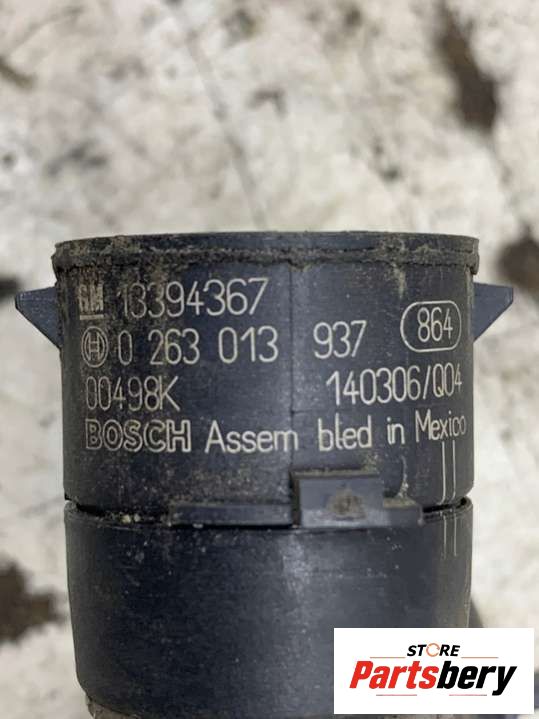 GM 13394367
H 0 263 013 937 864
00498K 140306/Q04
BOSCH Assem bled in Mexico
STORE
Partsbery